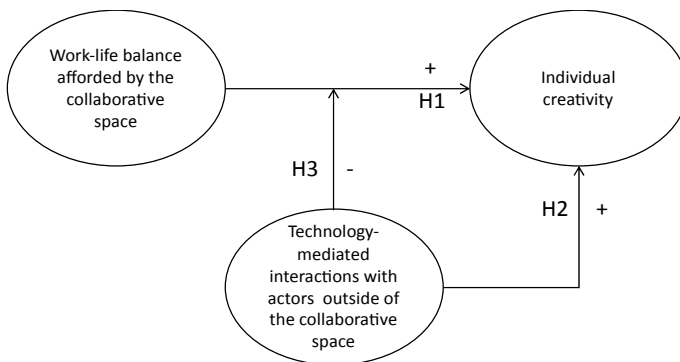 Work-life balance
afforded by the
collaborative
space
+
H1
Individual
creativity
H3 -
H2 +
Technology-
mediated
interactions with
actors outside of
the collaborative
space